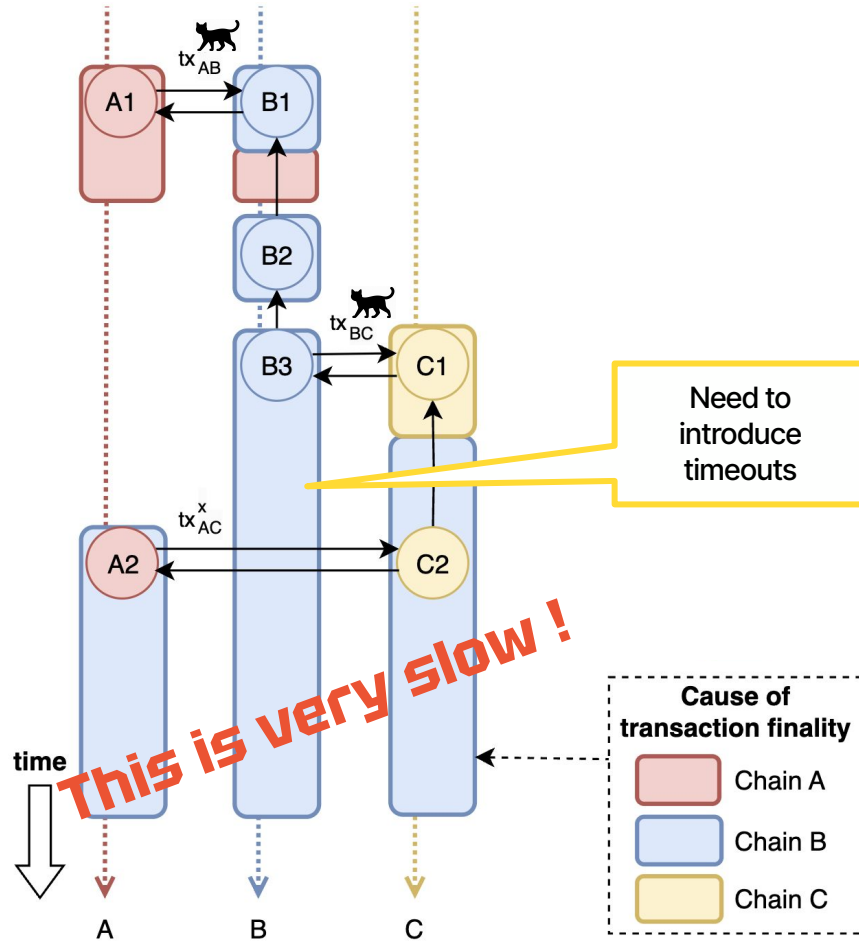 tx AB
A1
B1
B2
tx BC
B3
C1
Need to
introduce
timeouts
tx x AC
A2
C2
This is very slow !
Cause of
transaction finality
time
Chain A
Chain B
Chain C
A
B
C